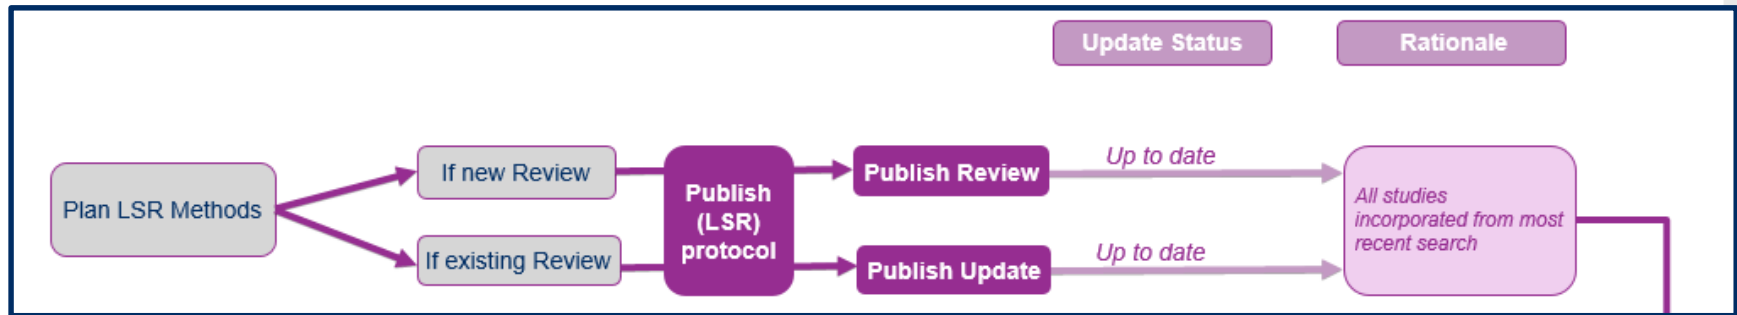 Update Status
Rationale
Plan LSR Methods
If new Review
If existing Review
Publish
(LSR)
protocol
Publish Review
Publish Update
Up to date
Up to date
All studies
incorporated from most
recent search